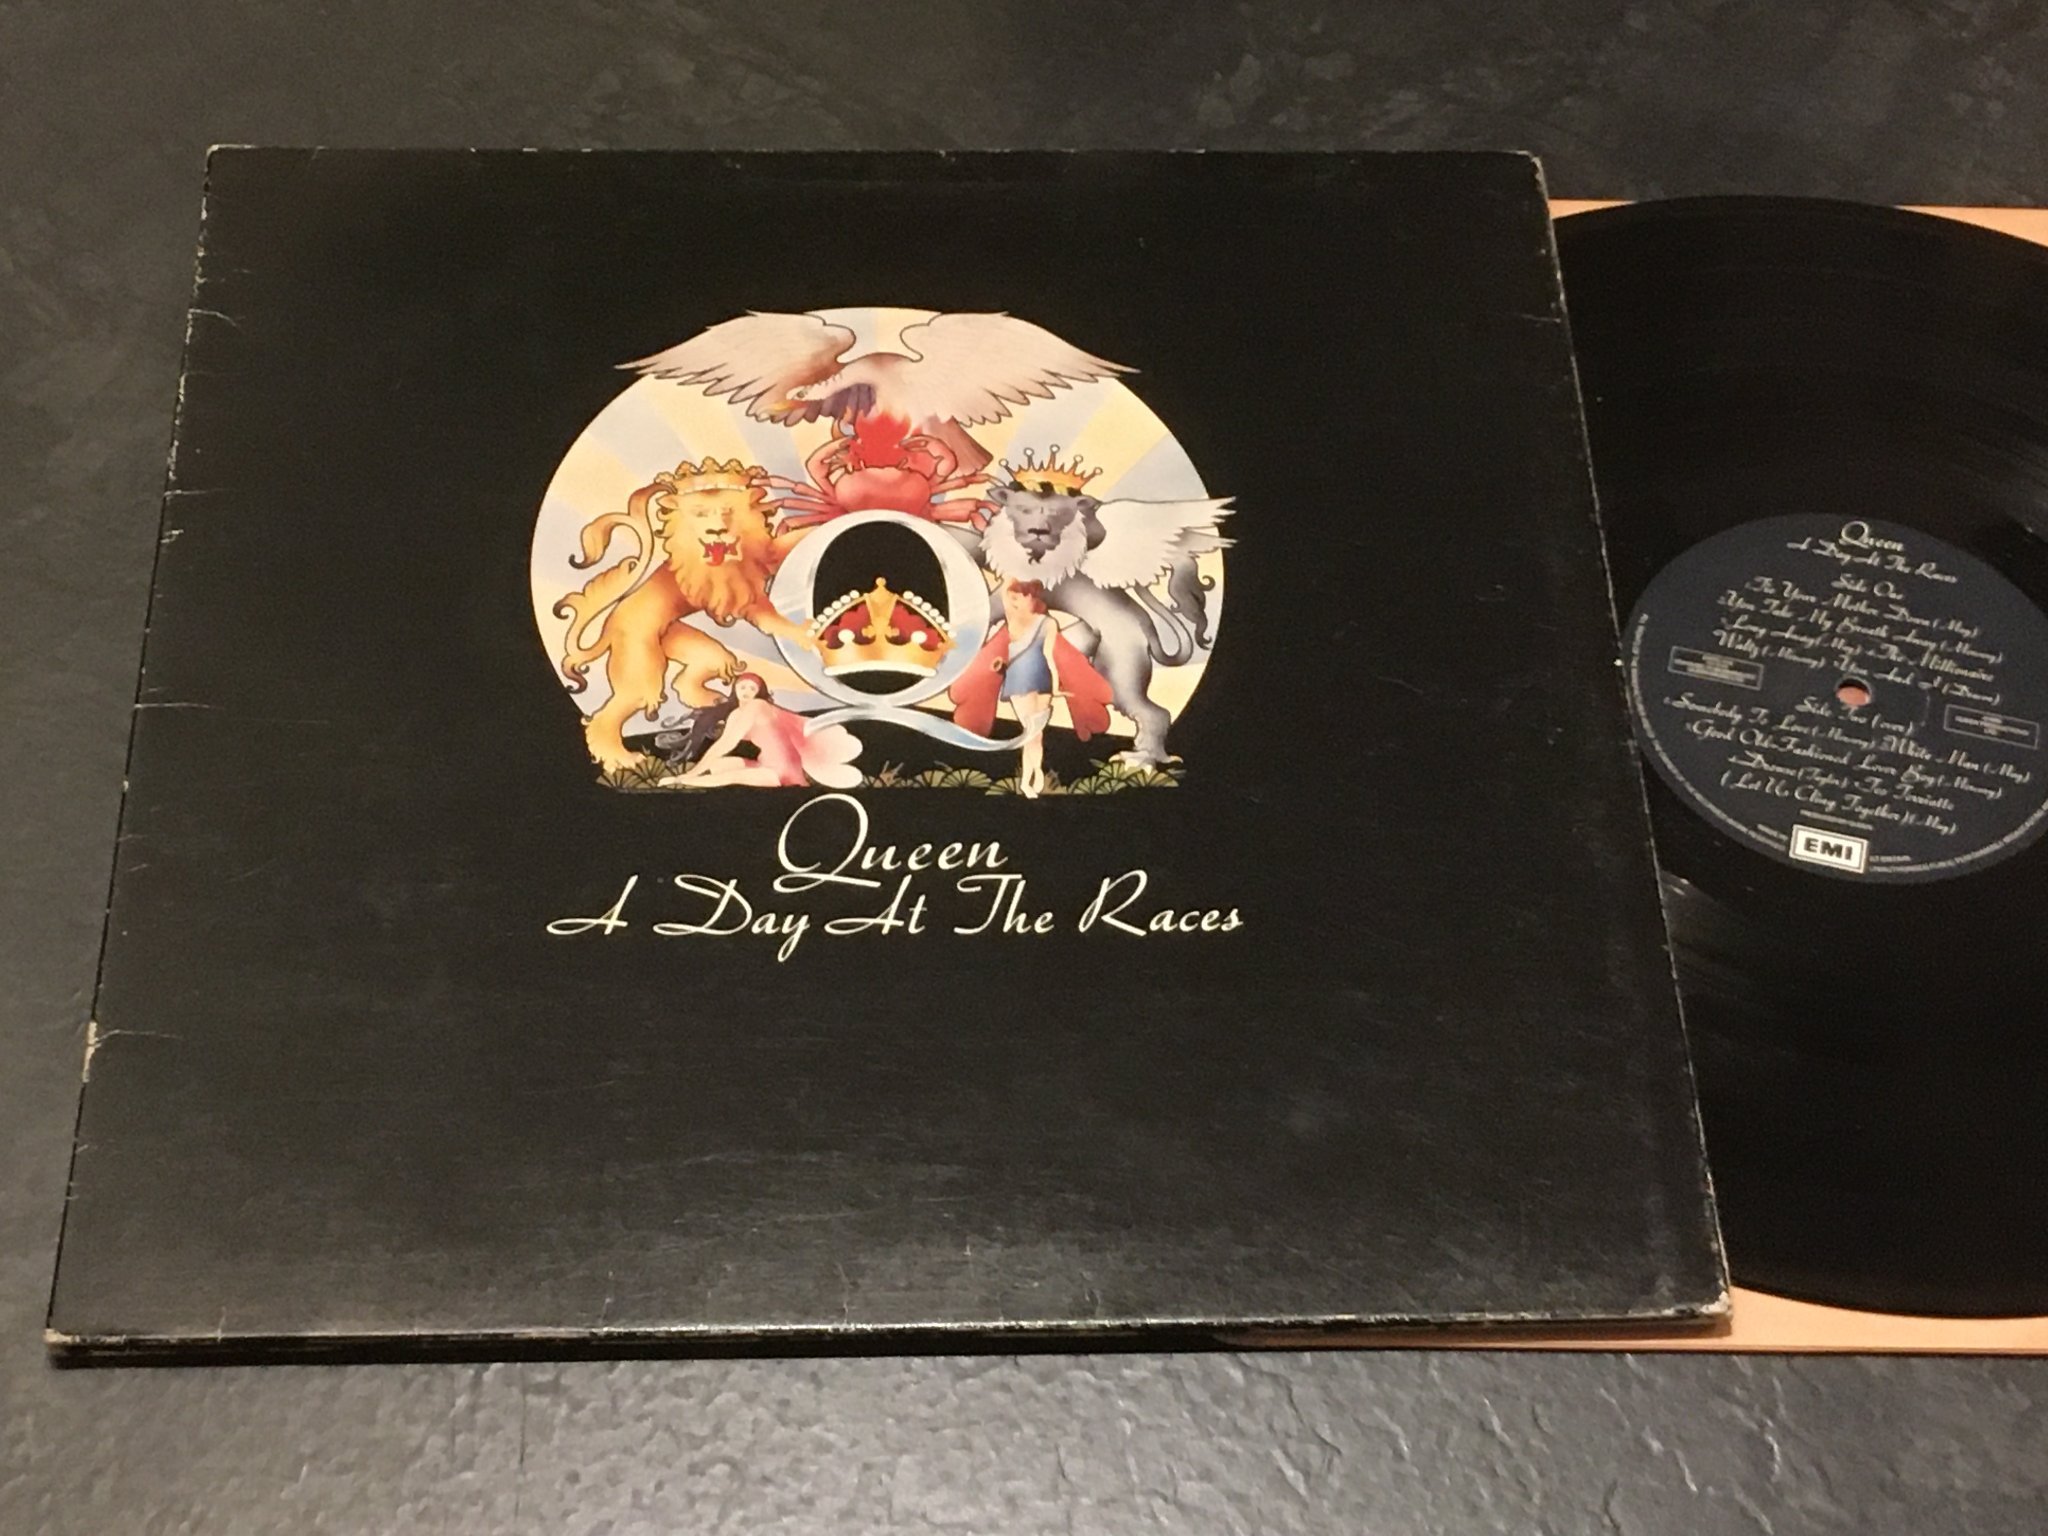 Queen
A Day At The Races
Queen
A Day At The Races
Side One
Tie Your Mother Down (May)
You Take My Breath Away (Mercury)
Long Away (May) The Millionaire
Waltz (Mercury) You And I (Deacon)
Side Two (over)
Somebody To Love (Mercury) White Man (May)
Good Old-Fashioned Lover Boy (Mercury)
Drowse (Taylor) Teo Torriatte
(Let Us Cling Together) (May)
EMI